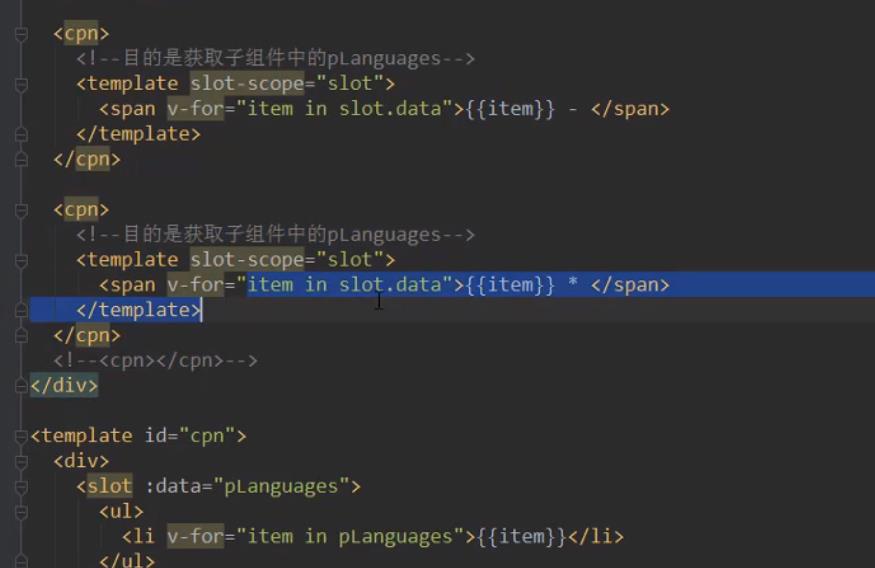 <cpn>
<!--目的是获取子组件中的pLanguages-->
<template slot-scope="slot">
<span v-for="item in slot.data">{{item}} - </span>
</template>
</cpn>
<cpn>
<!--目的是获取子组件中的pLanguages-->
<template slot-scope="slot">
<span v-for="item in slot.data">{{item}} * </span>
</template>
</cpn>
<!--<cpn></cpn>-->
</div>
<template id="cpn">
<div>
<slot :data="pLanguages">
<ul>
<li v-for="item in pLanguages">{{item}}</li>
</ul>